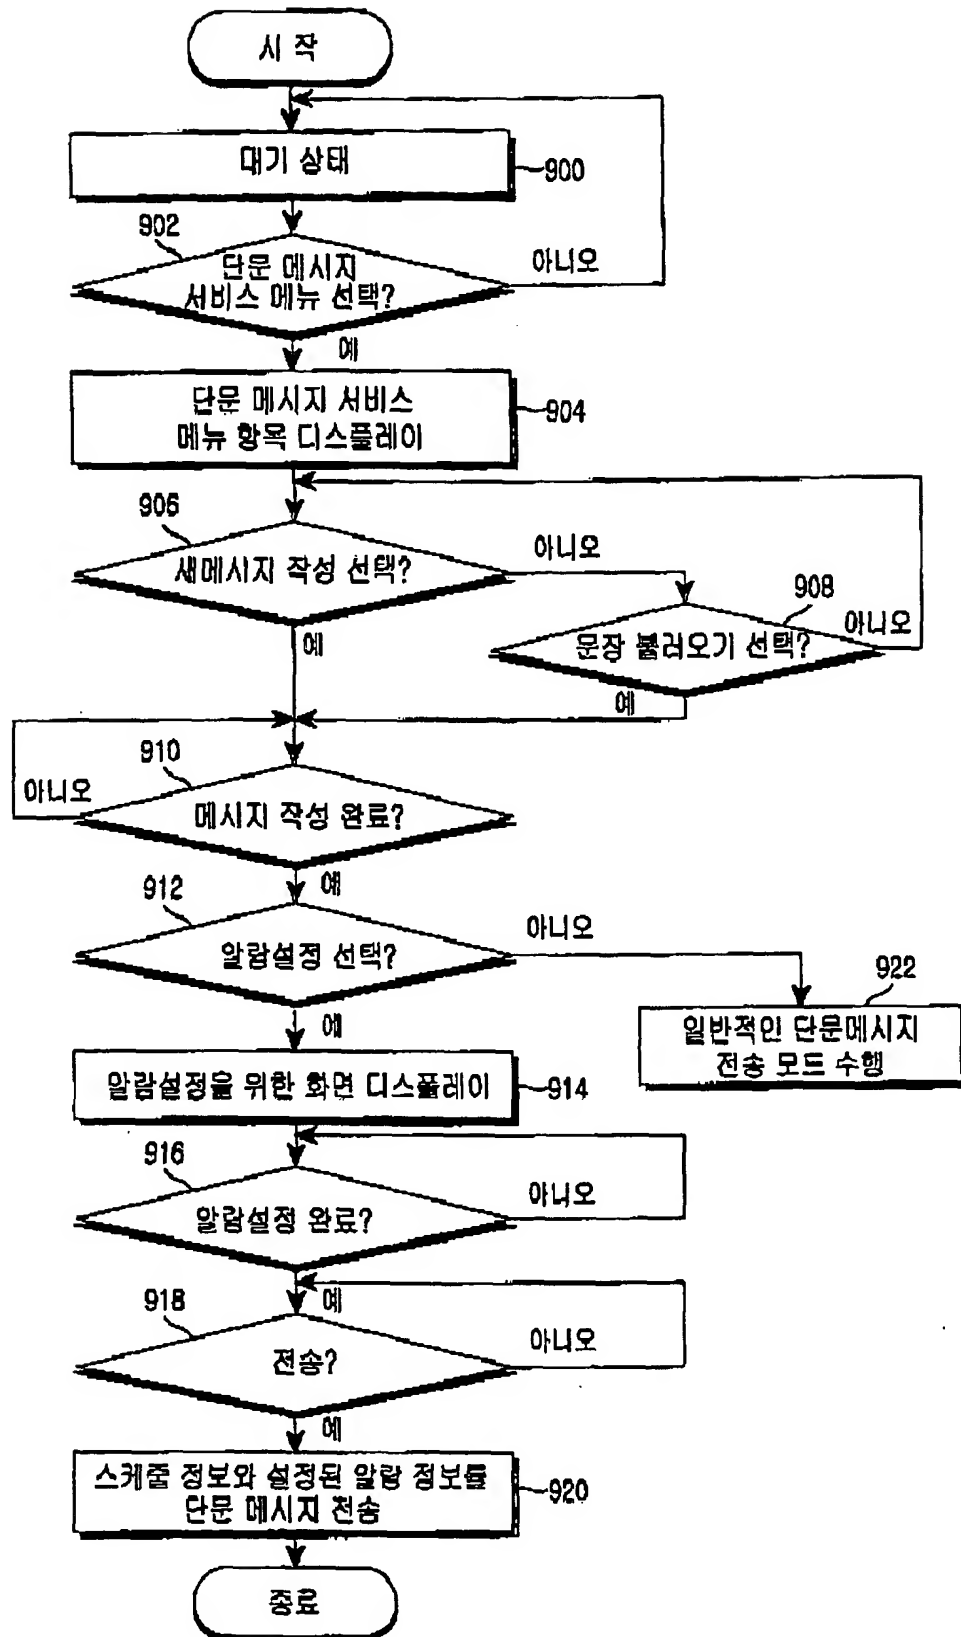 시 작
대기 상태
900
902
단문 메시지
서비스 메뉴 선택?
아니오
예
단문 메시지 서비스
메뉴 항목 디스플레이
904
906
새메시지 작성 선택?
아니오
예
908
문장 불러오기 선택?
아니오
예
910
아니오
메시지 작성 완료?
예
912
알람설정 선택?
아니오
예
922
일반적인 단문메시지
전송 모드 수행
알람설정을 위한 화면 디스플레이
914
916
알람설정 완료?
아니오
예
918
전송?
아니오
예
스케줄 정보와 설정된 알람 정보를
단문 메시지 전송
920
종료